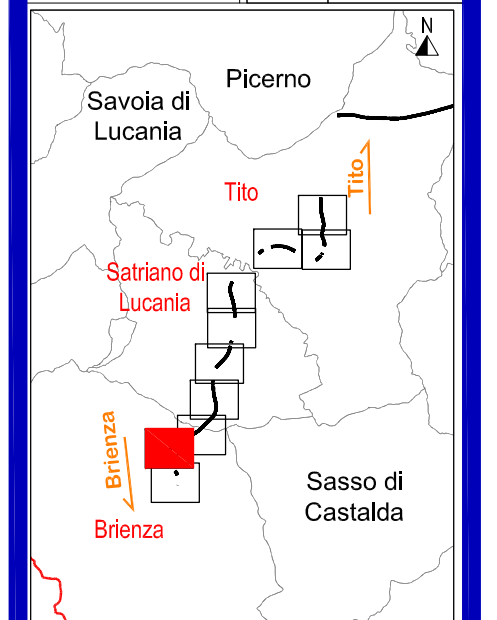 N
Picerno
Savoia di
Lucania
Tito
Tito
Satriano di
Lucania
Brienza
Sasso di
Castalda
Brienza